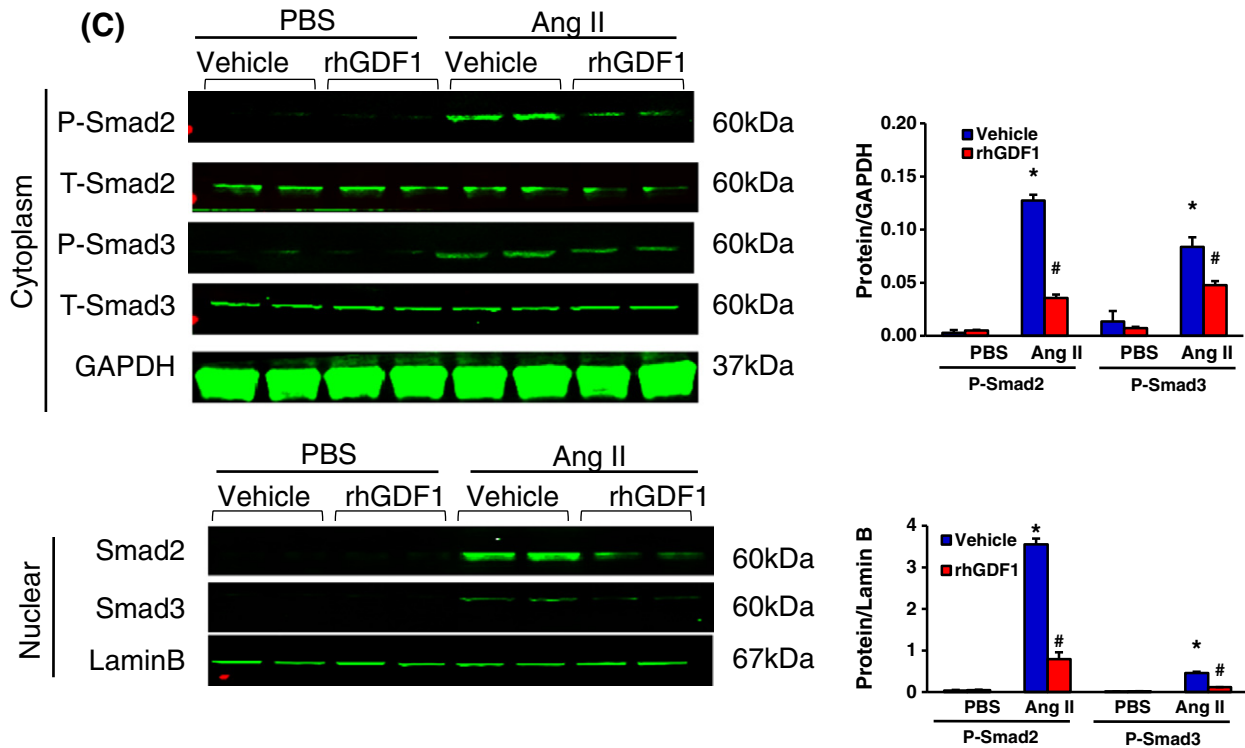 (C)
PBS Ang II
Vehicle rhGDF1 Vehicle rhGDF1
Cytoplasm
P-Smad2 60kDa
T-Smad2 60kDa
P-Smad3 60kDa
T-Smad3 60kDa
GAPDH 37kDa
Vehicle
rhGDF1
Protein/GAPDH
0.20
0.15
0.10
0.05
0.00
* # * #
PBS Ang II PBS Ang II
P-Smad2 P-Smad3
PBS Ang II
Vehicle rhGDF1 Vehicle rhGDF1
Nuclear
Smad2 60kDa
Smad3 60kDa
LaminB 67kDa
Vehicle
rhGDF1
Protein/Lamin B
4
3
2
1
0
* # * #
PBS Ang II PBS Ang II
P-Smad2 P-Smad3